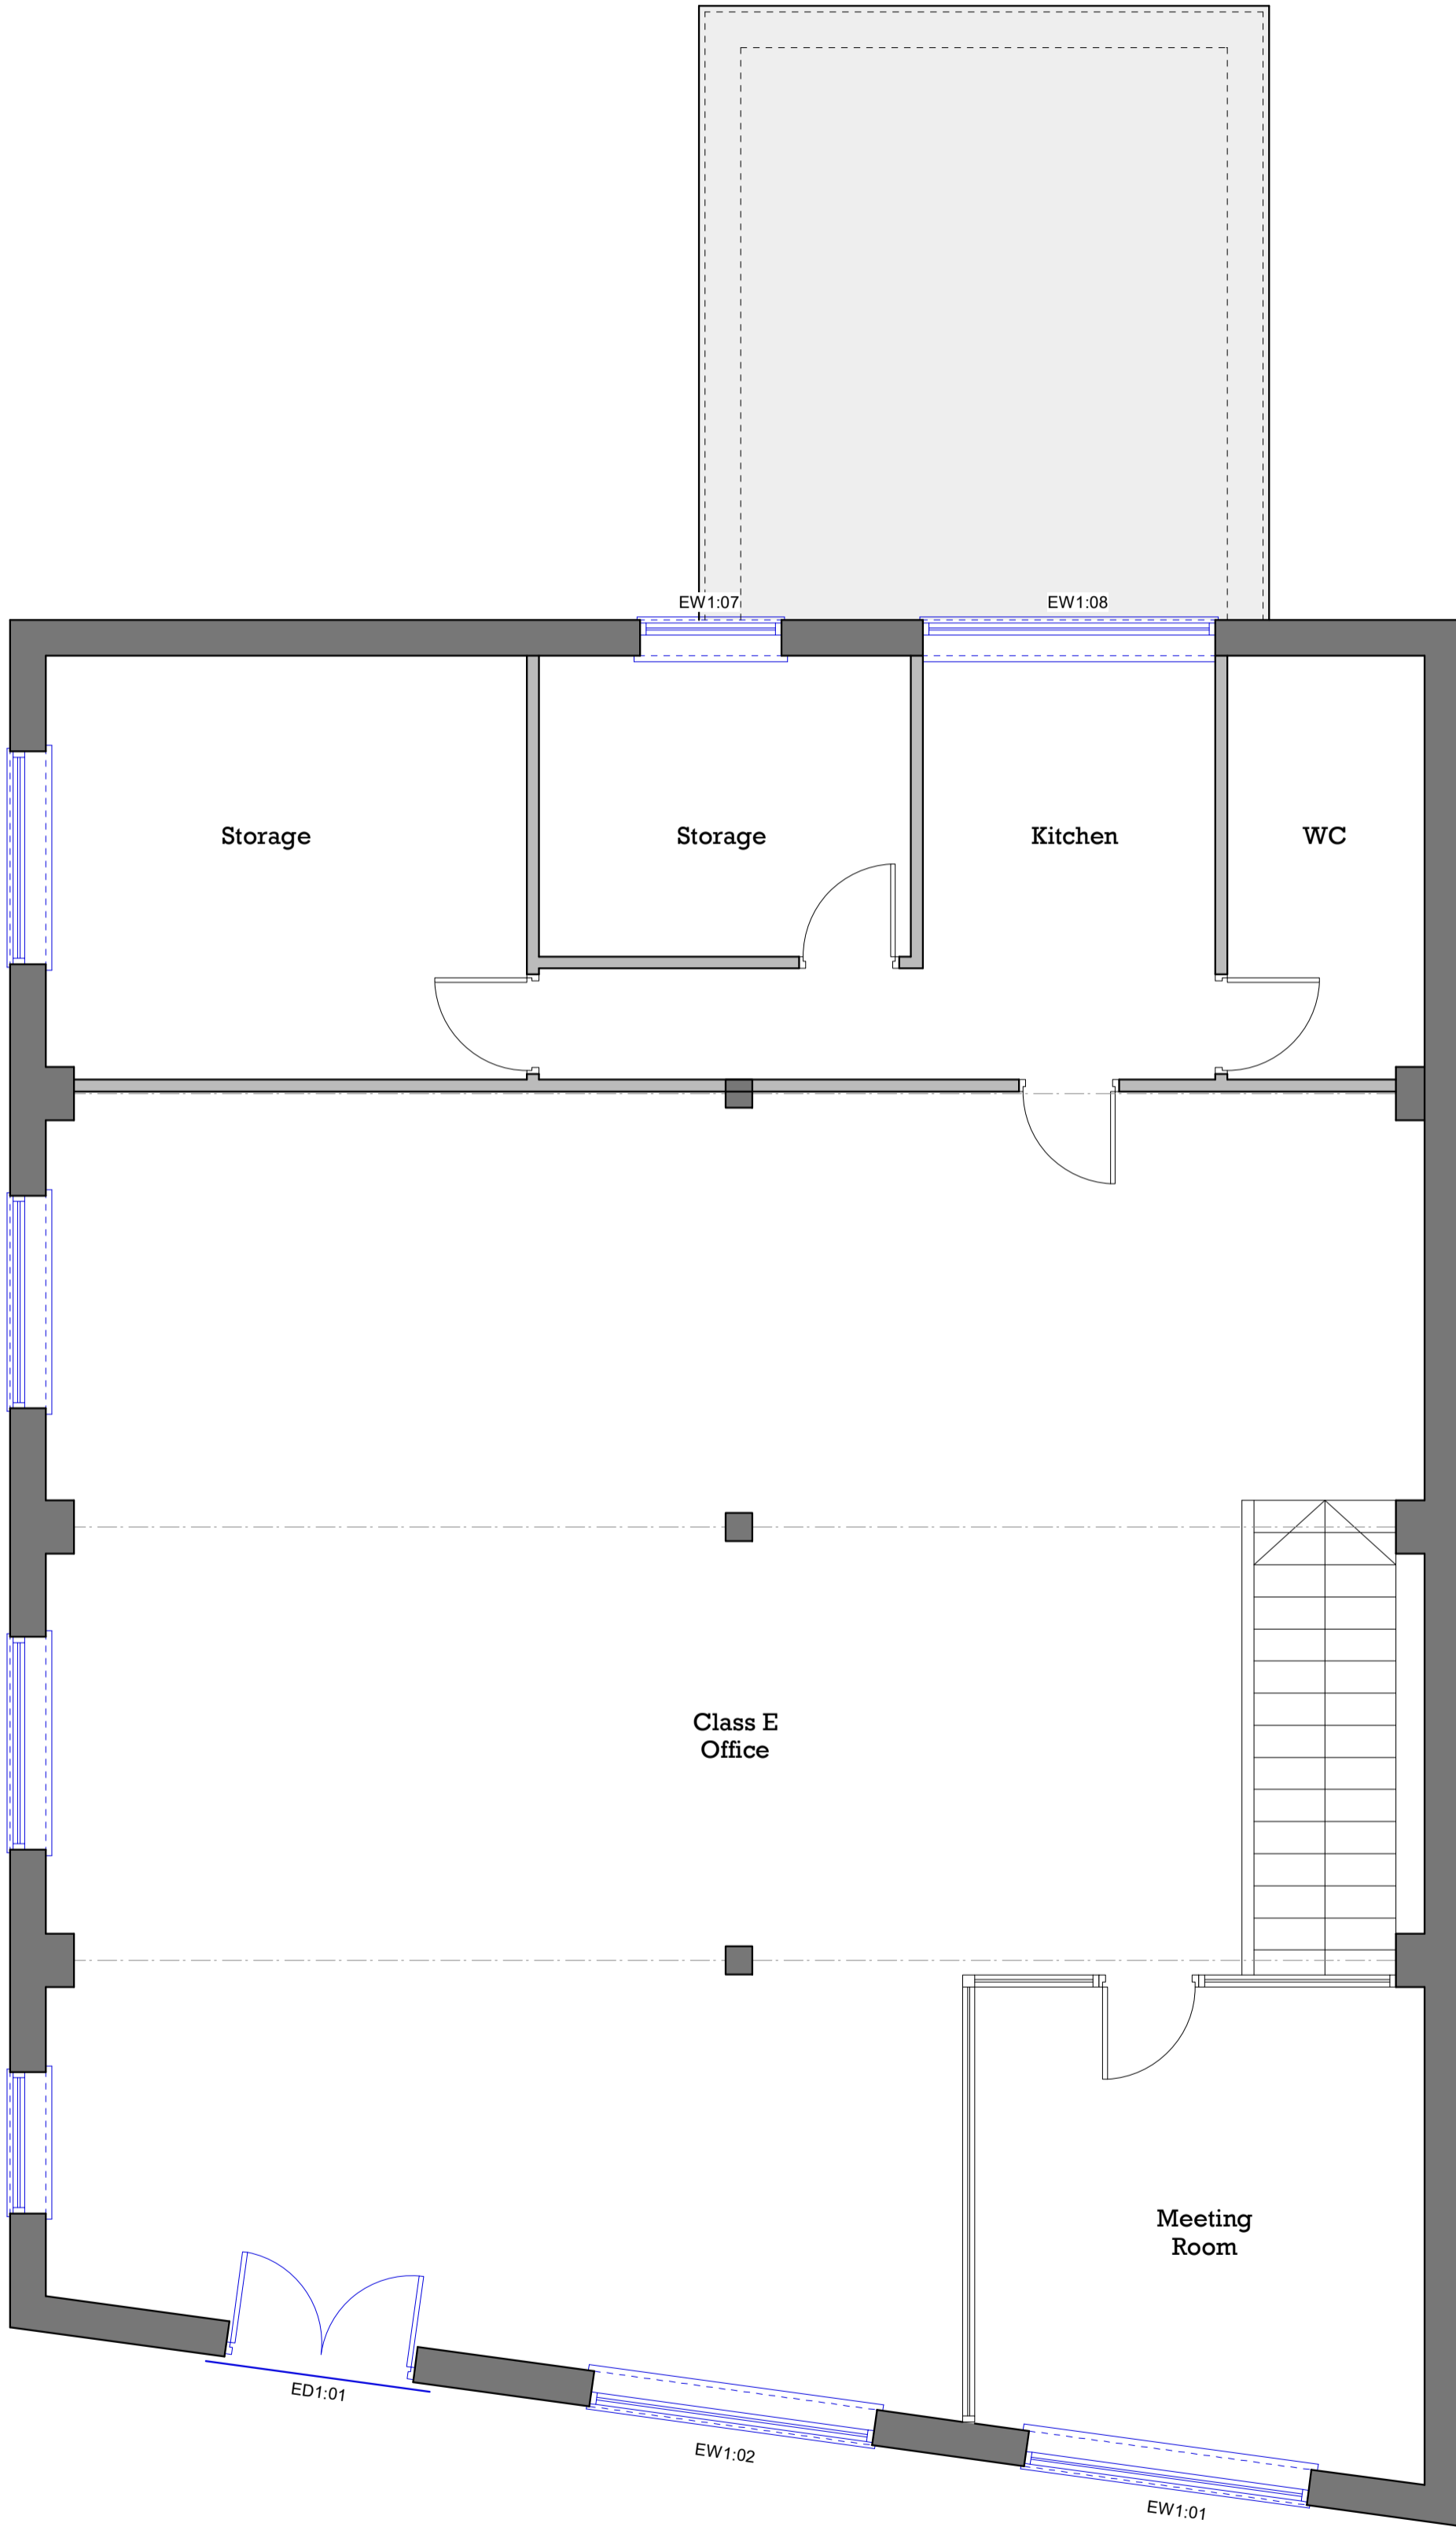 EW1:07
EW1:08
Storage
Storage
Kitchen
WC
Class E
Office
Meeting
Room
ED1:01
EW1:02
EW1:01